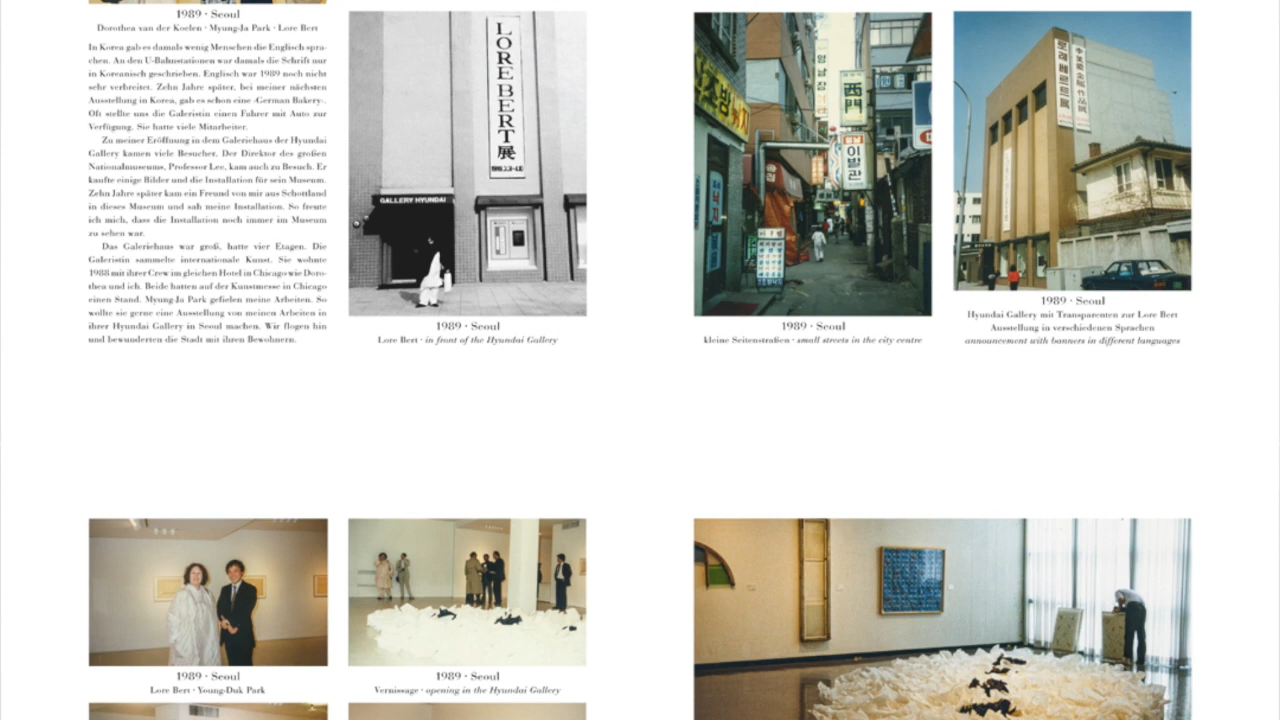 1989 · Seoul
Dorothea van der Koelen · Myung-Ja Park · Lore Bert
In Korea gab es damals wenig Menschen die Englisch spra-
chen. An den U-Bahnstationen war damals die Schrift nur
in Koreanisch geschrieben. Englisch war 1989 noch nicht
sehr verbreitet. Zehn Jahre später, bei meiner nächsten
Ausstellung in Korea, gab es schon eine ›German Bakery‹.
Oft stellte uns die Galeristin einen Fahrer mit Auto zur
Verfügung. Sie hatte viele Mitarbeiter.
Zu meiner Eröffnung in dem Galeriehaus der Hyundai
Gallery kamen viele Besucher. Der Direktor des großen
Nationalmuseums, Professor Lee, kam auch zu Besuch. Er
kaufte einige Bilder und die Installation für sein Museum.
Zehn Jahre später kam ein Freund von mir aus Schottland
in dieses Museum und sah meine Installation. So freute
ich mich, dass die Installation noch immer im Museum
zu sehen war.
Das Galeriehaus war groß, hatte vier Etagen. Die
Galeristin sammelte internationale Kunst. Sie wohnte
1988 mit ihrer Crew im gleichen Hotel in Chicago wie Doro-
thea und ich. Beide hatten auf der Kunstmesse in Chicago
einen Stand. Myung-Ja Park gefielen meine Arbeiten. So
wollte sie gerne eine Ausstellung von meinen Arbeiten in
ihrer Hyundai Gallery in Seoul machen. Wir flogen hin
und bewunderten die Stadt mit ihren Bewohnern.
LORE BERT展
GALLERY HYUNDAI
1989 · Seoul
Lore Bert · in front of the Hyundai Gallery
西門
이발관
1989 · Seoul
kleine Seitenstraßen · small streets in the city centre
로레베르트展
1989 · Seoul
Hyundai Gallery mit Transparenten zur Lore Bert
Ausstellung in verschiedenen Sprachen
announcement with banners in different languages
1989 · Seoul
Lore Bert · Young-Duk Park
1989 · Seoul
Vernissage · opening in the Hyundai Gallery